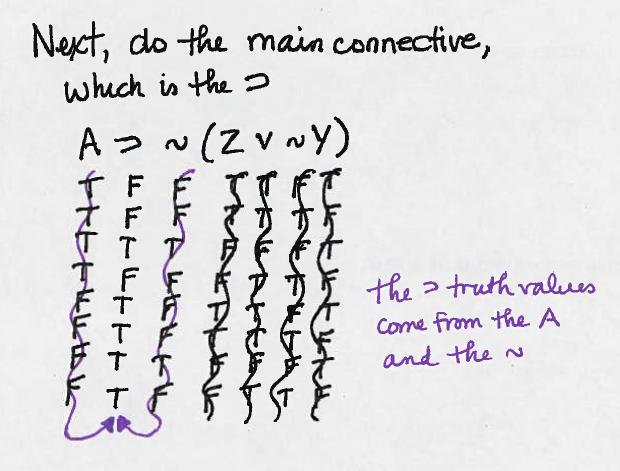 Next, do the main connective,
which is the ⊃
A ⊃ ~ (Z v ~ Y)
T F F T T F T
T F F T T T F
T T T F F F T
T F F F T T F
F T F T T F T
F T F T T T F
F T T F F F T
F T F F T T F
the ⊃ truth values
come from the A
and the ~